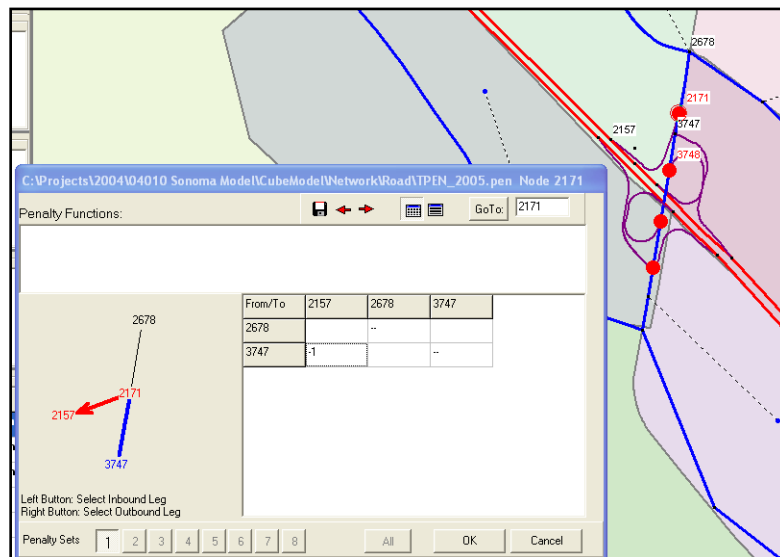 2678
2171
3747
2157
3748
C:\Projects\2004\04010 Sonoma Model\CubeModel\Network\Road\TPEN_2005.pen Node 2171
Penalty Functions:
GoTo: 2171
From/To 2157 2678 3747
2678 --
3747 -1 --
2678
2171
2157
3747
Left Button: Select Inbound Leg
Right Button: Select Outbound Leg
Penalty Sets 1 2 3 4 5 6 7 8 All OK Cancel